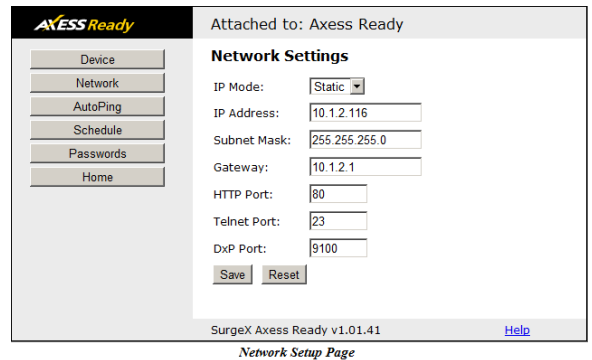 AXESS Ready
Attached to: Axess Ready
Device
Network
AutoPing
Schedule
Passwords
Home
Network Settings
IP Mode: Static
IP Address: 10.1.2.116
Subnet Mask: 255.255.255.0
Gateway: 10.1.2.1
HTTP Port: 80
Telnet Port: 23
DxP Port: 9100
Save Reset
SurgeX Axess Ready v1.01.41 Help
Network Setup Page